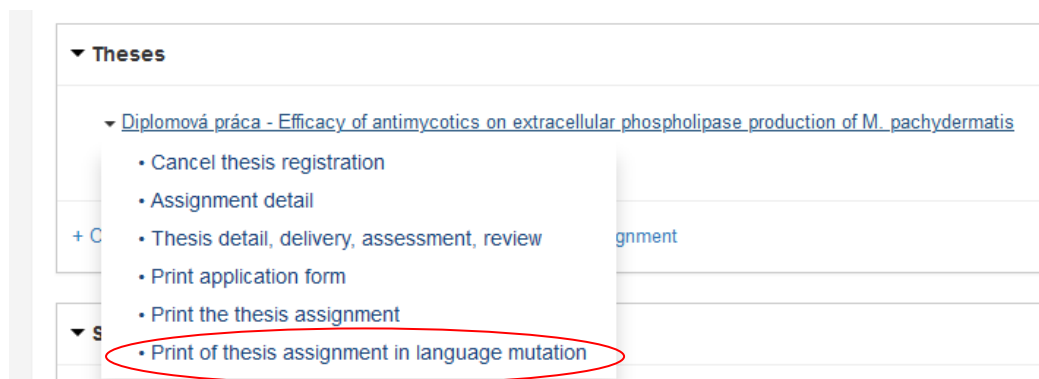 Theses
Diplomová práca - Efficacy of antimycotics on extracellular phospholipase production of M. pachydermatis
• Cancel thesis registration
• Assignment detail
+ C
• Thesis detail, delivery, assessment, review
gnment
• Print application form
• Print the thesis assignment
S
• Print of thesis assignment in language mutation